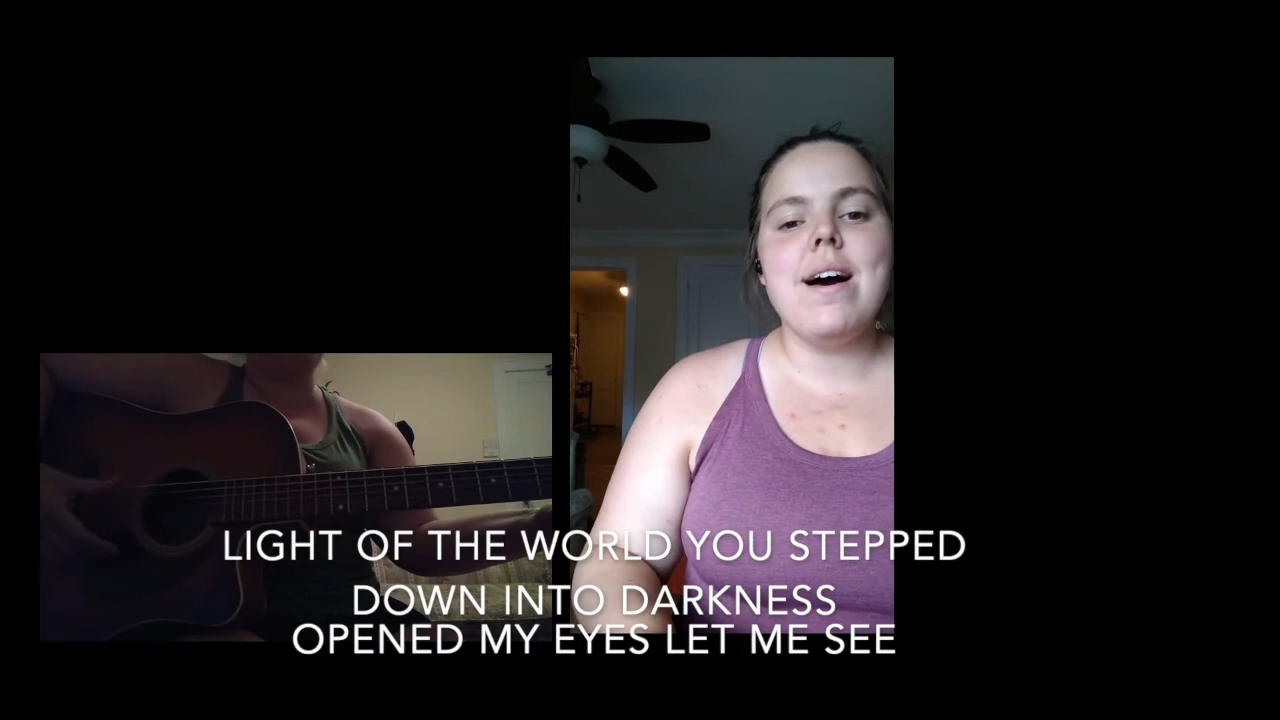 LIGHT OF THE WORLD YOU STEPPED
DOWN INTO DARKNESS
OPENED MY EYES LET ME SEE